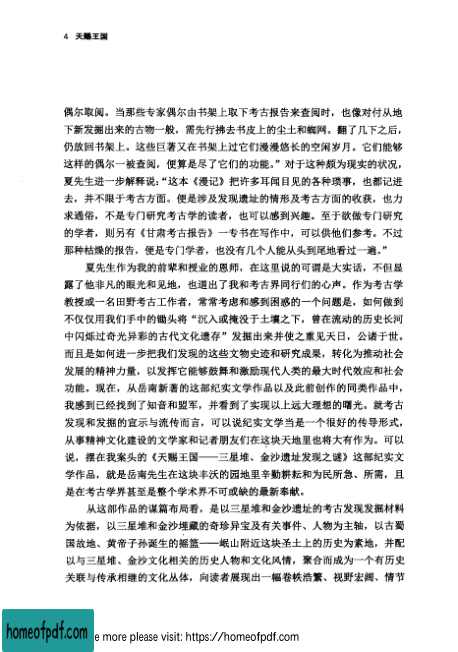 4 天赐王国
偶尔取阅。当那些专家偶尔由书架上取下考古报告来查阅时，也像对付从地
下新发掘出来的古物一般，需先行拂去书皮上的尘土和蜘网。翻了几下之后，
仍放回书架上。这些巨著又在书架上过它们漫漫悠长的空闲岁月。它们能够
这样的偶尔一被查阅，便算是尽了它们的功能。”对于这种颇为现实的状况，
夏先生进一步解释说：“这本《漫记》把许多耳闻目见的各种琐事，也都记进
去，并不限于考古方面。便是涉及发现遗址的情形及考古方面的收获，也力
求通俗，不是专门研究考古学的读者，也可以感到兴趣。至于欲做专门研究
的学者，则另有《甘肃考古报告》一专书在写作中，可以供他们参考。不过
那种枯燥的报告，便是专门学者，也没有几个人能从头到尾地看过一遍。”
夏先生作为我的前辈和授业的恩师，在这里说的可谓是大实话，不但显
露了他非凡的眼光和见地，也道出了我和考古界同行们的心声。作为考古学
教授或一名田野考古工作者，常常考虑和感到困惑的一个问题是，如何做到
不仅仅用我们手中的锄头将“沉入或掩没于土壤之下，曾在流动的历史长河
中闪烁过奇光异彩的古代文化遗存”发掘出来并使之重见天日，公诸于世。
而且是如何进一步把我们发现的这些文物史迹和研究成果，转化为推动社会
发展的精神力量，以发挥它能够鼓舞和激励现代人类的最大时代效应和社会
功能。现在，从岳南新著的这部纪实文学作品以及此前创作的同类作品中，
我感到已经找到了知音和盟军，并看到了实现以上远大理想的曙光。就考古
发现和发掘的宣示与流传而言，可以说纪实文学当是一个很好的传导形式，
从事精神文化建设的文学家和记者朋友们在这块天地里也将大有作为。可以
说，摆在我案头的《天赐王国——三星堆、金沙遗址发现之谜》这部纪实文
学作品，就是岳南先生在这块丰沃的园地里辛勤耕耘和为民所急、所需，且
是在考古学界甚至是整个学术界不可或缺的最新奉献。
从这部作品的谋篇布局看，是以三星堆和金沙遗址的考古发现发掘材料
为依据，以三星堆和金沙埋藏的奇珍异宝及有关事件、人物为主轴，以古蜀
国故地、黄帝子孙诞生的摇篮——岷山附近这块圣土上的历史为素地，并配
以与三星堆、金沙文化相关的历史人物和文化风情，聚合而成为一个有历史
关联与传承相继的文化丛体，向读者展现出一幅卷帙浩繁、视野宏阔、情节
homeofpdf.com
e more please visit: https://homeofpdf.com